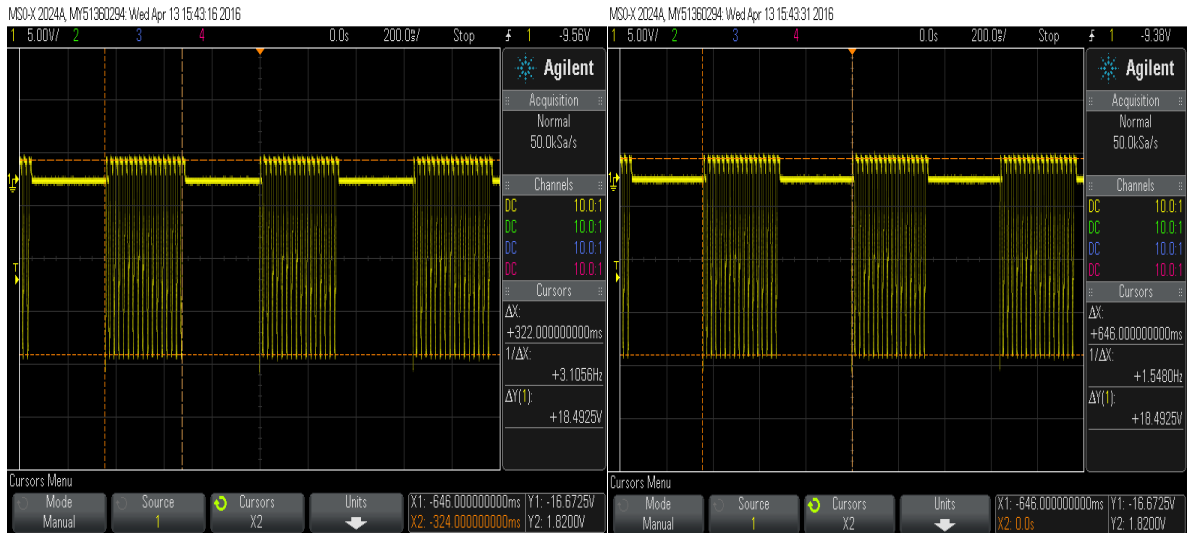 MSO-X 2024A, MY51360294: Wed Apr 13 15:43:16 2016
1 5.00V/ 2 3 4 0.0s 200.0ms/ Stop 1 -9.56V
Agilent
Acquisition
Normal
50.0kSa/s
Channels
DC 10.0:1
DC 10.0:1
DC 10.0:1
DC 10.0:1
Cursors
ΔX:
+322.000000000ms
1/ΔX:
+3.1056Hz
ΔY(1):
+18.4925V
1
T
Cursors Menu
Mode
Manual
Source
1
Cursors
X2
Units
X1: -646.000000000ms
X2: -324.000000000ms
Y1: -16.6725V
Y2: 1.8200V
MSO-X 2024A, MY51360294: Wed Apr 13 15:43:31 2016
1 5.00V/ 2 3 4 0.0s 200.0ms/ Stop 1 -9.38V
Agilent
Acquisition
Normal
50.0kSa/s
Channels
DC 10.0:1
DC 10.0:1
DC 10.0:1
DC 10.0:1
Cursors
ΔX:
+646.000000000ms
1/ΔX:
+1.5480Hz
ΔY(1):
+18.4925V
1
T
Cursors Menu
Mode
Manual
Source
1
Cursors
X2
Units
X1: -646.000000000ms
X2: 0.0s
Y1: -16.6725V
Y2: 1.8200V